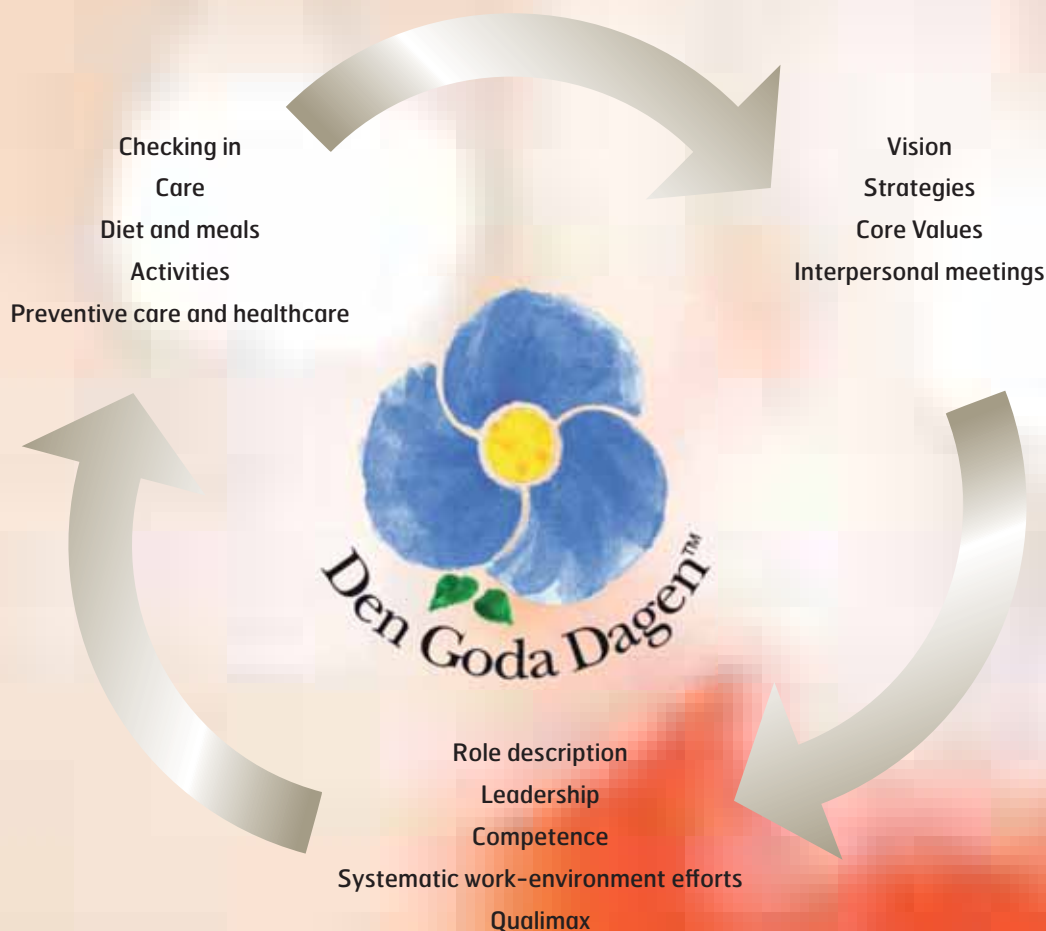 Checking in
Care
Diet and meals
Activities
Preventive care and healthcare
Vision
Strategies
Core Values
Interpersonal meetings
Den Goda Dagen™
Role description
Leadership
Competence
Systematic work-environment efforts
Qualimax